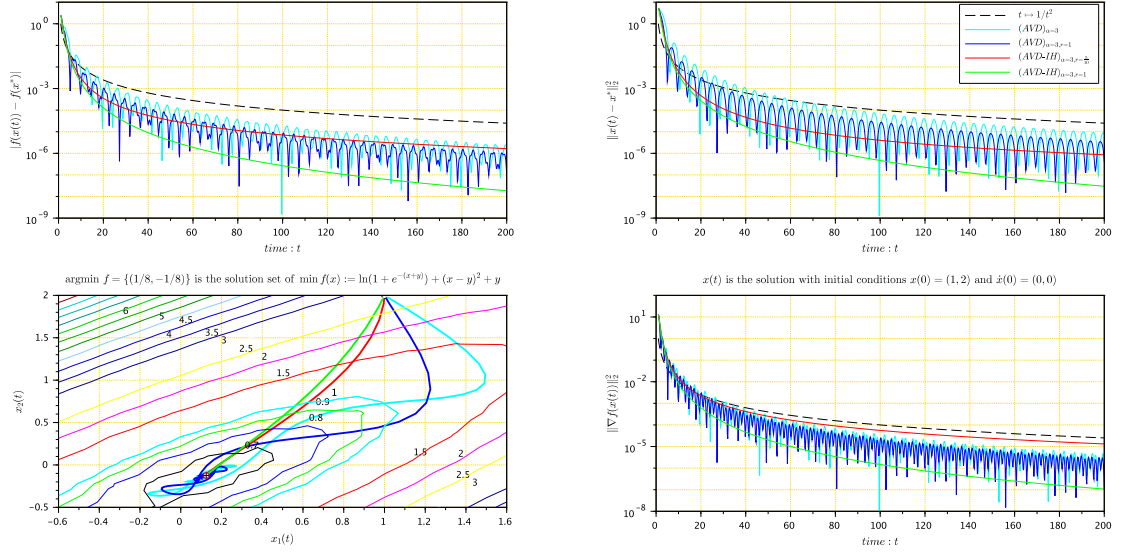 |f(x(t)) − f(x*)|
10^0
10^-3
10^-6
10^-9
0 20 40 60 80 100 120 140 160 180 200
time : t
||x(t) − x*||_2^2
10^0
10^-3
10^-6
10^-9
0 20 40 60 80 100 120 140 160 180 200
time : t
t ↦ 1/t^2
(AVD)_{α=3}
(AVD)_{α=3,r=1}
(AVD-IH)_{α=3,r=}
(AVD-IH)_{α=3,r=1}
argmin f = {(1/8, −1/8)} is the solution set of min f(x) := ln(1 + e^{−(x+y)}) + (x − y)^2 + y
x_2(t)
2
1.5
1
0.5
0
−0.5
−0.6 −0.4 −0.2 0 0.2 0.4 0.6 0.8 1 1.2 1.4 1.6
x_1(t)
6
5
4.5
4
3.5
3
2.5
2
1.5
1
0.9
0.8
0.7
1.5
2
2.5
3
x(t) is the solution with initial conditions x(0) = (1, 2) and ẋ(0) = (0, 0)
||∇f(x(t))||_2^2
10^1
10^-2
10^-5
10^-8
0 20 40 60 80 100 120 140 160 180 200
time : t